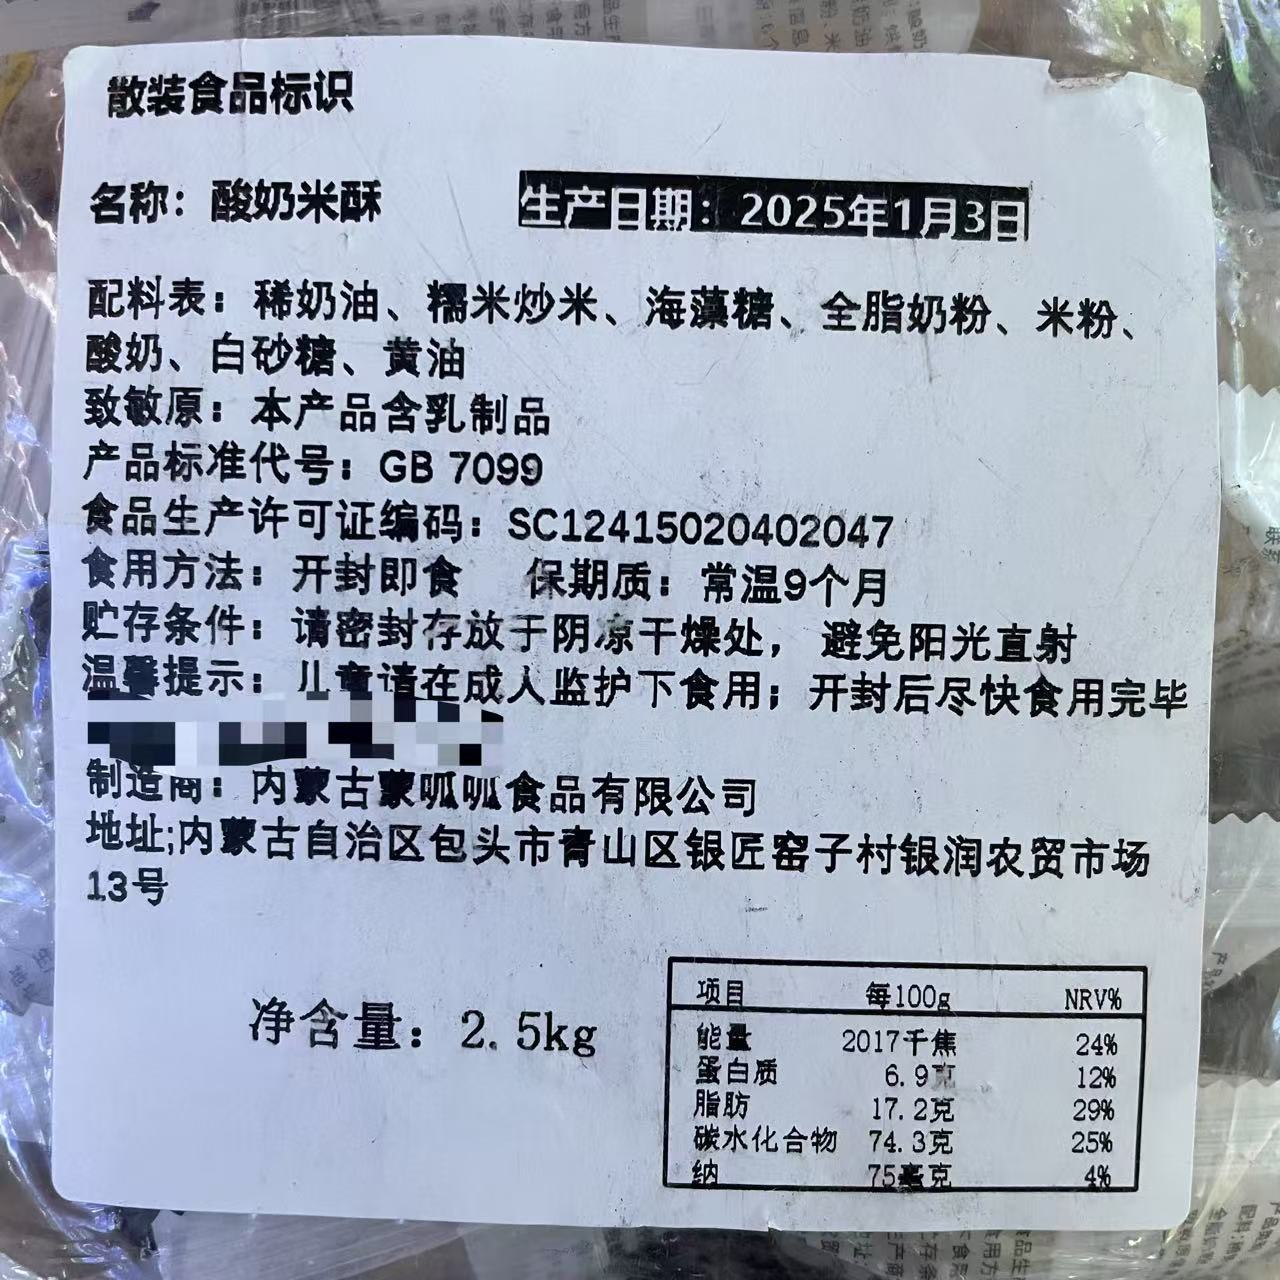 散装食品标识
名称：酸奶米酥
生产日期：2025年1月3日
配料表：稀奶油、糯米炒米、海藻糖、全脂奶粉、米粉、
酸奶、白砂糖、黄油
致敏原：本产品含乳制品
产品标准代号：GB 7099
食品生产许可证编码：SC12415020402047
食用方法：开封即食 保期质：常温9个月
贮存条件：请密封存放于阴凉干燥处，避免阳光直射
温馨提示：儿童请在成人监护下食用；开封后尽快食用完毕
制造商：内蒙古蒙呱呱食品有限公司
地址;内蒙古自治区包头市青山区银匠窑子村银润农贸市场
13号
净含量：2.5kg
项目 每100g NRV%
能量 2017千焦 24%
蛋白质 6.9克 12%
脂肪 17.2克 29%
碳水化合物 74.3克 25%
纳 75毫克 4%